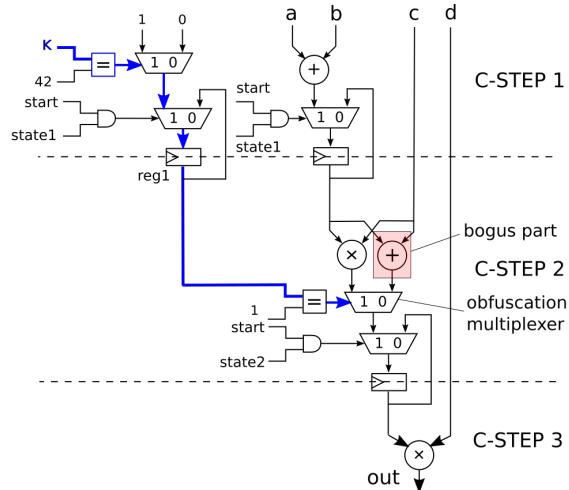 1 0
a b c d
K
=
1 0
42
+
start
start
C-STEP 1
1 0
1 0
state1
state1
reg1
bogus part
× +
C-STEP 2
=
1 0
1
obfuscation
multiplexer
start
1 0
state2
C-STEP 3
×
out